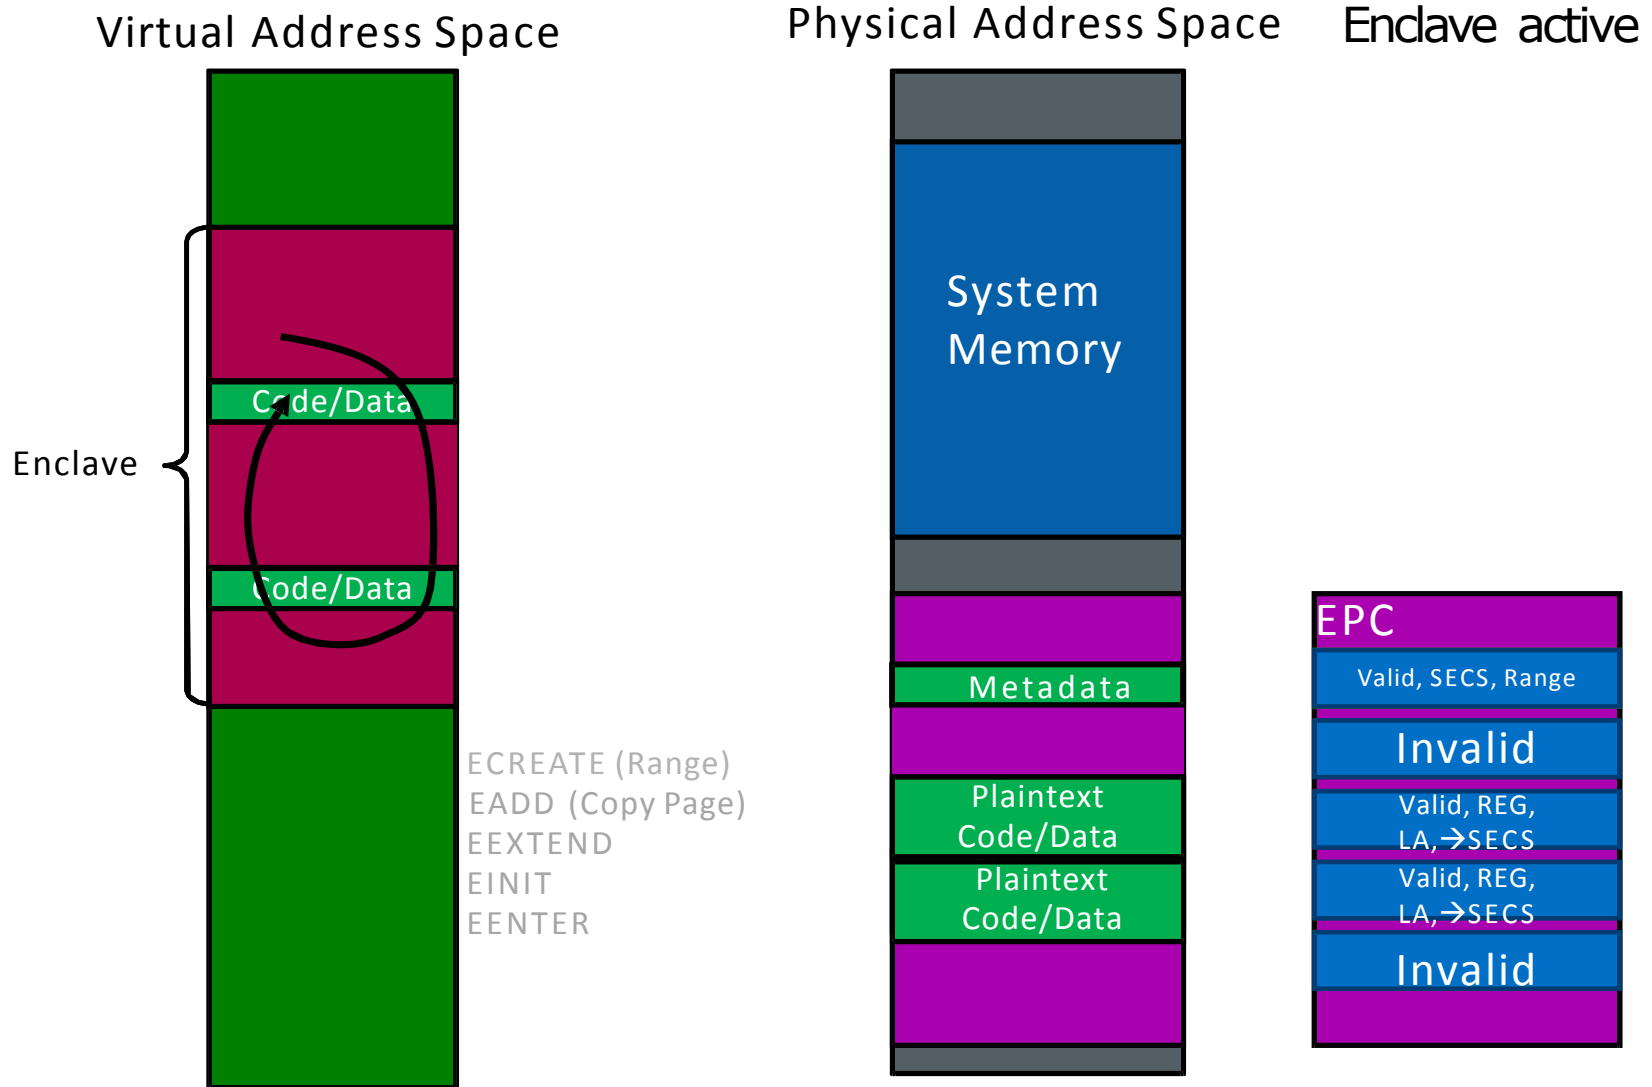 Virtual Address Space
Physical Address Space
Enclave active
Enclave
Code/Data
Code/Data
ECREATE (Range)
EADD (Copy Page)
EEXTEND
EINIT
EENTER
System
Memory
Metadata
Plaintext
Code/Data
Plaintext
Code/Data
EPC
Valid, SECS, Range
Invalid
Valid, REG,
LA,→SECS
Valid, REG,
LA,→SECS
Invalid